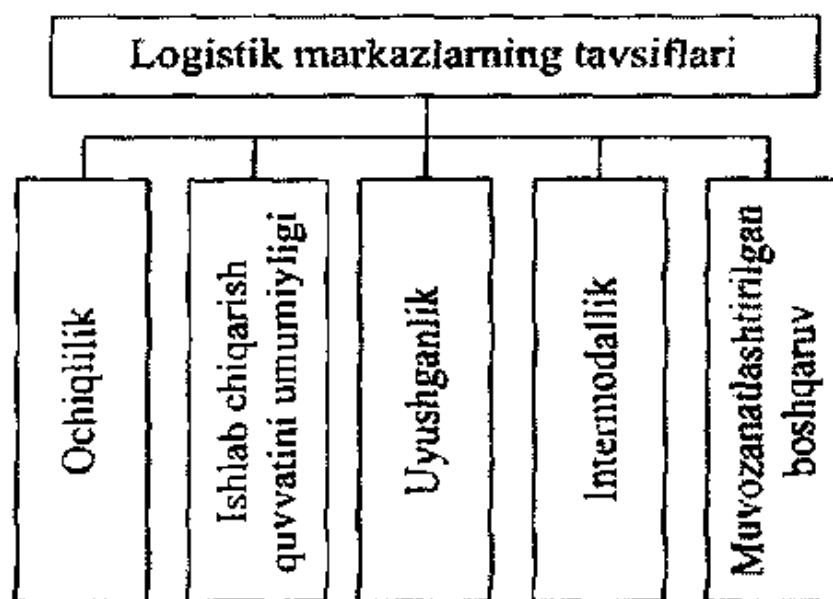 Logistik markazlarning tavsiflari
Ochiqlilik
Ishlab chiqarish
quvvatini umumiyligi
Uyushganlik
Intermodallik
Muvozanatlashtirilgan
boshqaruv